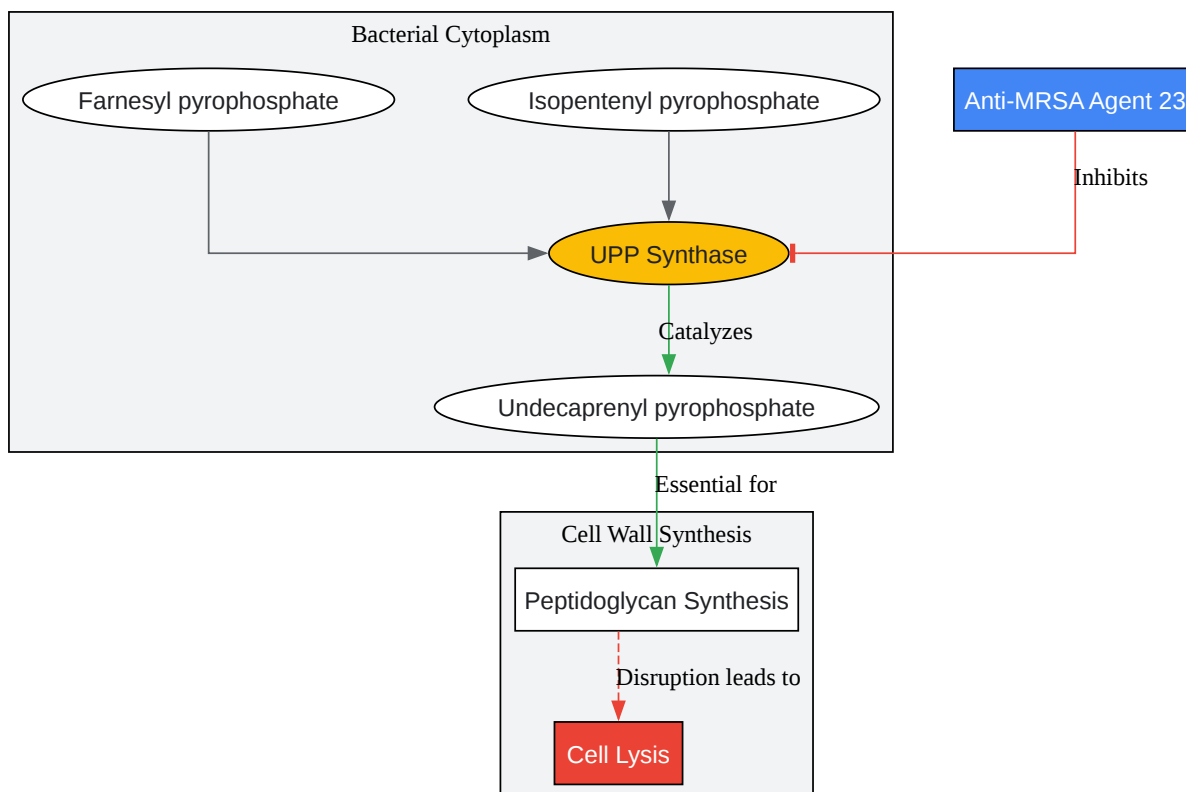 Bacterial Cytoplasm
Farnesyl pyrophosphate
Isopentenyl pyrophosphate
Anti-MRSA Agent 23
Inhibits
UPP Synthase
Catalyzes
Undecaprenyl pyrophosphate
Essential for
Cell Wall Synthesis
Peptidoglycan Synthesis
Disruption leads to
Cell Lysis